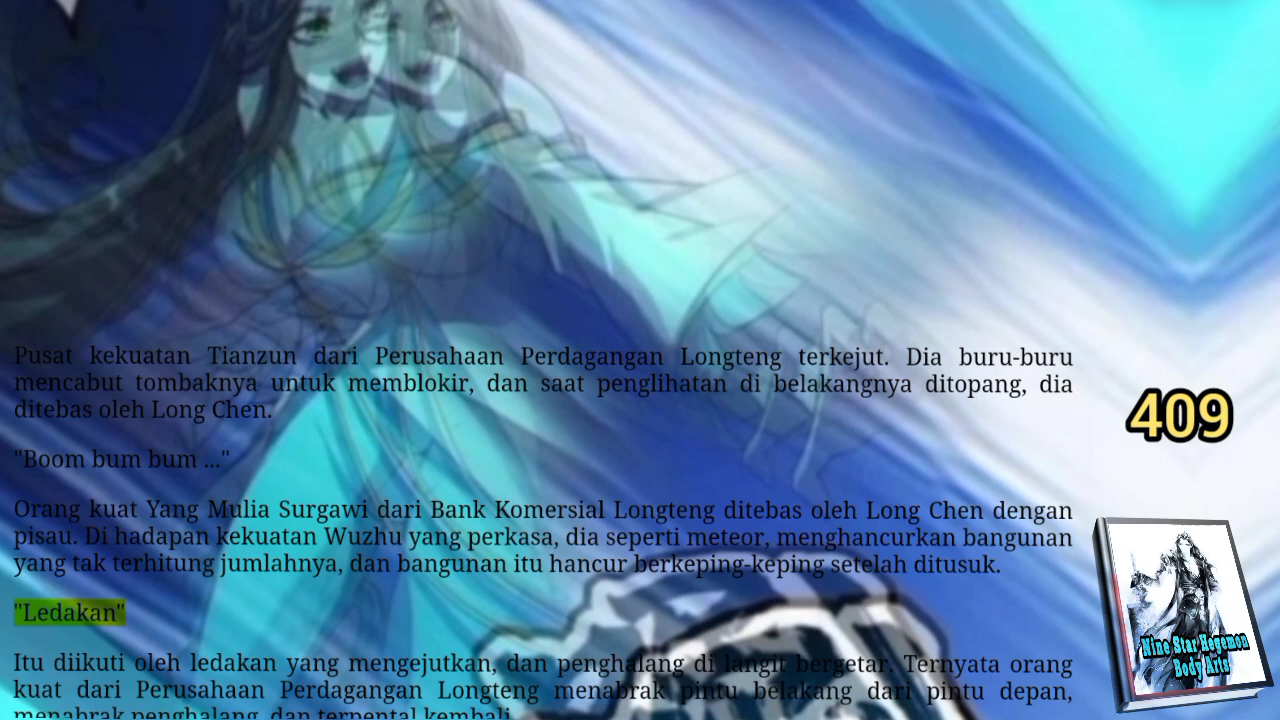 Pusat kekuatan Tianzun dari Perusahaan Perdagangan Longteng terkejut. Dia buru-buru
mencabut tombaknya untuk memblokir, dan saat penglihatan di belakangnya ditopang, dia
ditebas oleh Long Chen.
"Boom bum bum ..."
Orang kuat Yang Mulia Surgawi dari Bank Komersial Longteng ditebas oleh Long Chen dengan
pisau. Di hadapan kekuatan Wuzhu yang perkasa, dia seperti meteor, menghancurkan bangunan
yang tak terhitung jumlahnya, dan bangunan itu hancur berkeping-keping setelah ditusuk.
"Ledakan"
Itu diikuti oleh ledakan yang mengejutkan, dan penghalang di langit bergetar. Ternyata orang
kuat dari Perusahaan Perdagangan Longteng menabrak pintu belakang dari pintu depan,
menabrak penghalang, dan terpental kembali.
409
Nine Star Hegemon
Body Arts